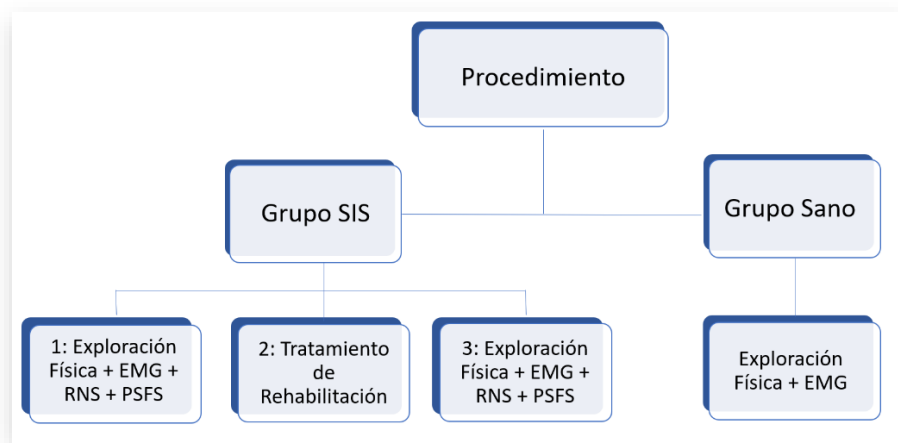 Procedimiento
Grupo SIS
Grupo Sano
1: Exploración
Física + EMG +
RNS + PSFS
2: Tratamiento
de
Rehabilitación
3: Exploración
Física + EMG +
RNS + PSFS
Exploración
Física + EMG